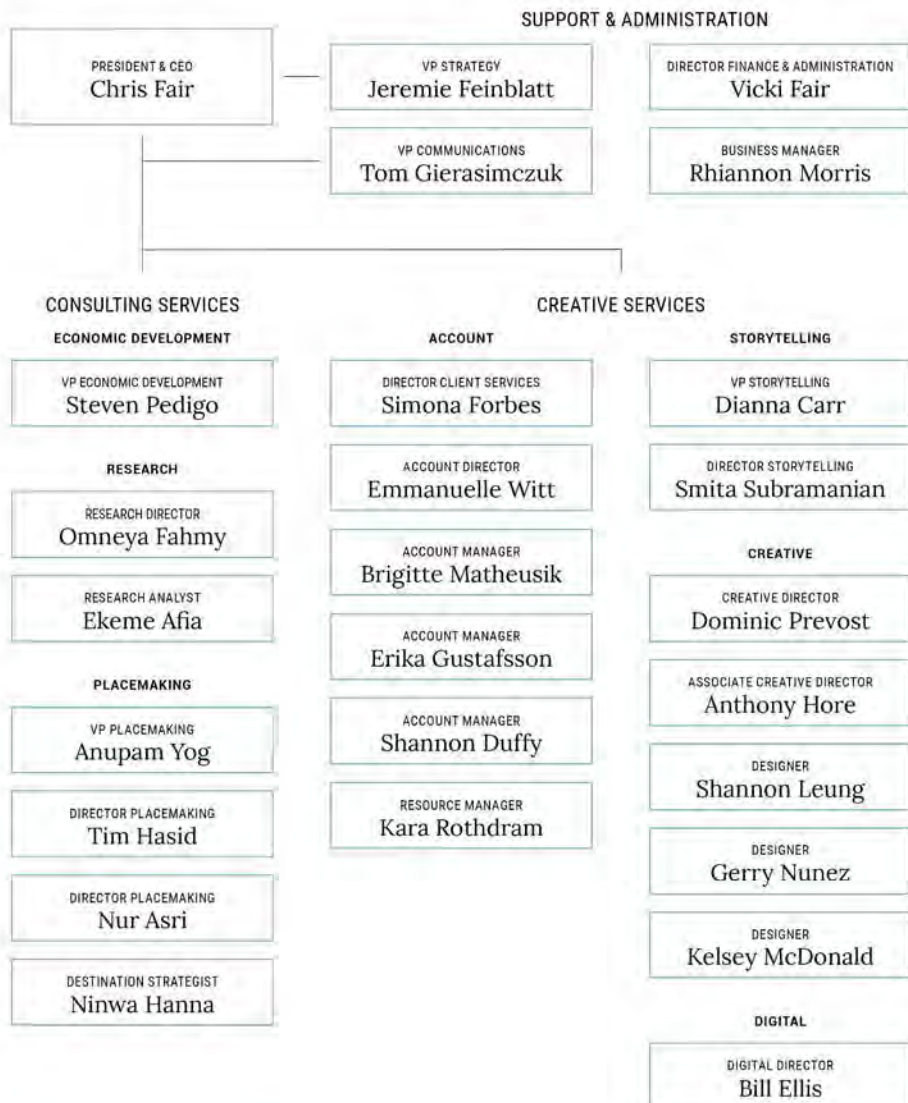 SUPPORT & ADMINISTRATION
PRESIDENT & CEO
Chris Fair
VP STRATEGY
Jeremie Feinblatt
DIRECTOR FINANCE & ADMINISTRATION
Vicki Fair
VP COMMUNICATIONS
Tom Gierasimczuk
BUSINESS MANAGER
Rhiannon Morris
CONSULTING SERVICES
ECONOMIC DEVELOPMENT
VP ECONOMIC DEVELOPMENT
Steven Pedigo
RESEARCH
RESEARCH DIRECTOR
Omneya Fahmy
RESEARCH ANALYST
Ekeme Afia
PLACEMAKING
VP PLACEMAKING
Anupam Yog
DIRECTOR PLACEMAKING
Tim Hasid
DIRECTOR PLACEMAKING
Nur Asri
DESTINATION STRATEGIST
Ninwa Hanna
CREATIVE SERVICES
ACCOUNT
DIRECTOR CLIENT SERVICES
Simona Forbes
ACCOUNT DIRECTOR
Emmanuelle Witt
ACCOUNT MANAGER
Brigitte Matheusik
ACCOUNT MANAGER
Erika Gustafsson
ACCOUNT MANAGER
Shannon Duffy
RESOURCE MANAGER
Kara Rothdram
STORYTELLING
VP STORYTELLING
Dianna Carr
DIRECTOR STORYTELLING
Smita Subramanian
CREATIVE
CREATIVE DIRECTOR
Dominic Prevost
ASSOCIATE CREATIVE DIRECTOR
Anthony Hore
DESIGNER
Shannon Leung
DESIGNER
Gerry Nunez
DESIGNER
Kelsey McDonald
DIGITAL
DIGITAL DIRECTOR
Bill Ellis